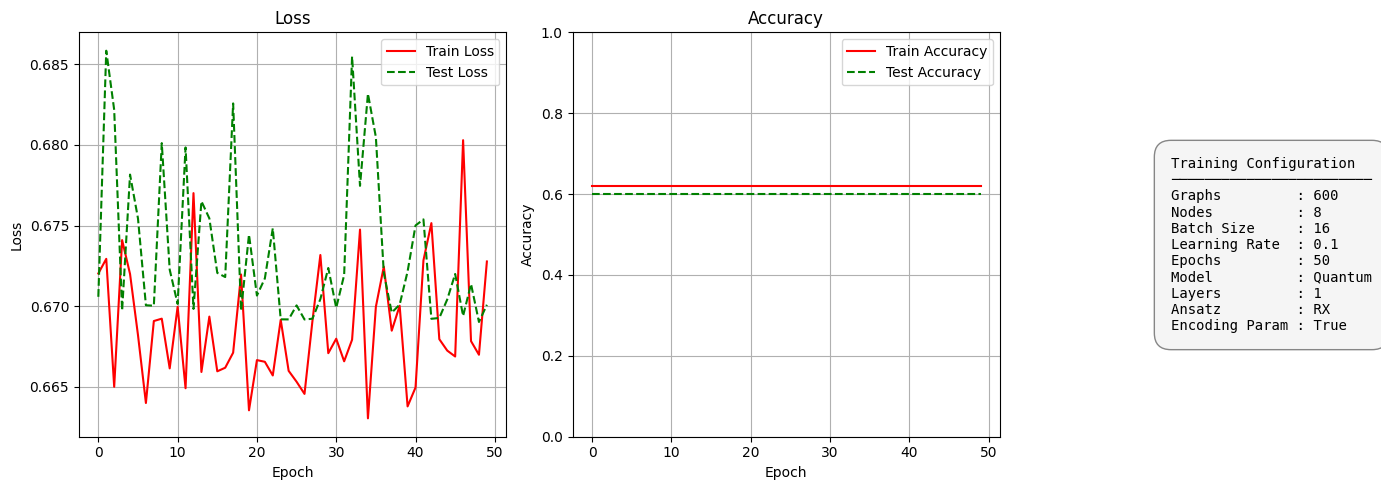 Loss
Train Loss
Test Loss
0.685
0.680
0.675
0.670
0.665
Loss
0
10
20
30
40
50
Epoch
Accuracy
Train Accuracy
Test Accuracy
1.0
0.8
0.6
0.4
0.2
0.0
Accuracy
0
10
20
30
40
50
Epoch
Training Configuration
Graphs : 600
Nodes : 8
Batch Size : 16
Learning Rate : 0.1
Epochs : 50
Model : Quantum
Layers : 1
Ansatz : RX
Encoding Param : True